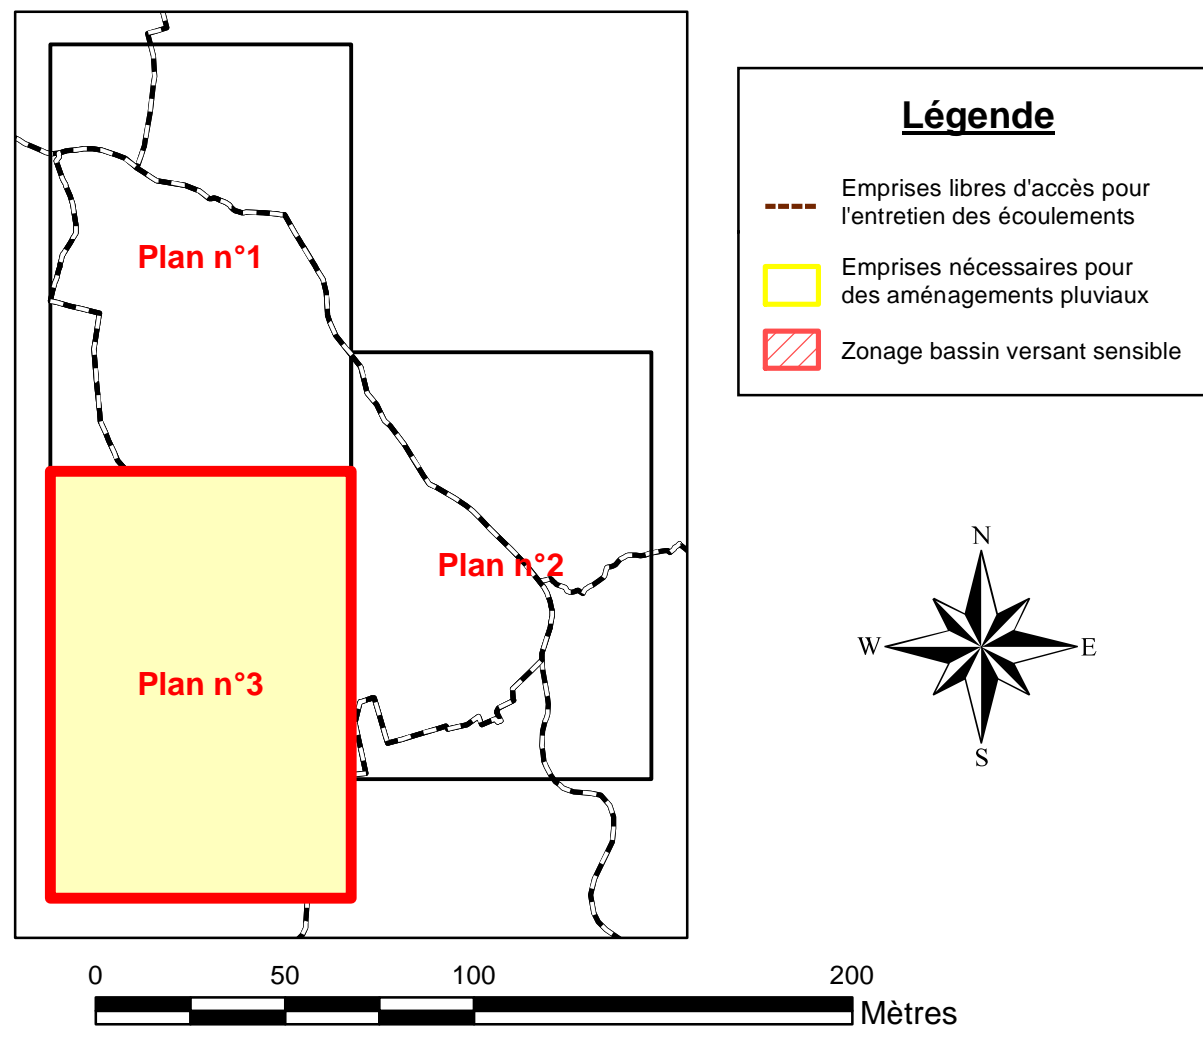 Plan n°1
Plan n°2
Plan n°3
Légende
Emprises libres d'accès pour
l'entretien des écoulements
Emprises nécessaires pour
des aménagements pluviaux
Zonage bassin versant sensible
N
W
E
S
0 50 100 200
Mètres